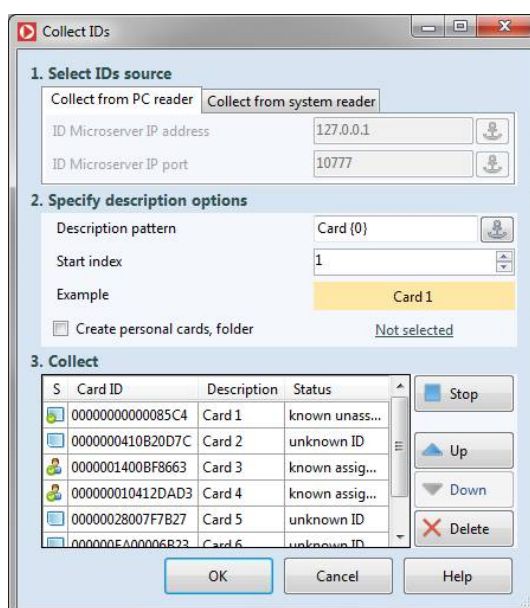 Collect IDs
1. Select IDs source
Collect from PC reader Collect from system reader
ID Microserver IP address 127.0.0.1
ID Microserver IP port 10777
2. Specify description options
Description pattern Card {0}
Start index 1
Example Card 1
Create personal cards, folder Not selected
3. Collect
S Card ID Description Status
Stop
00000000000085C4 Card 1 known unass...
0000000410B20D7C Card 2 unknown ID
Up
0000001400BF8663 Card 3 known assig...
000000010412DAD3 Card 4 known assig...
Down
00000028007F7B27 Card 5 unknown ID
Delete
000000FA00006B23 Card 6 unknown ID
OK Cancel Help